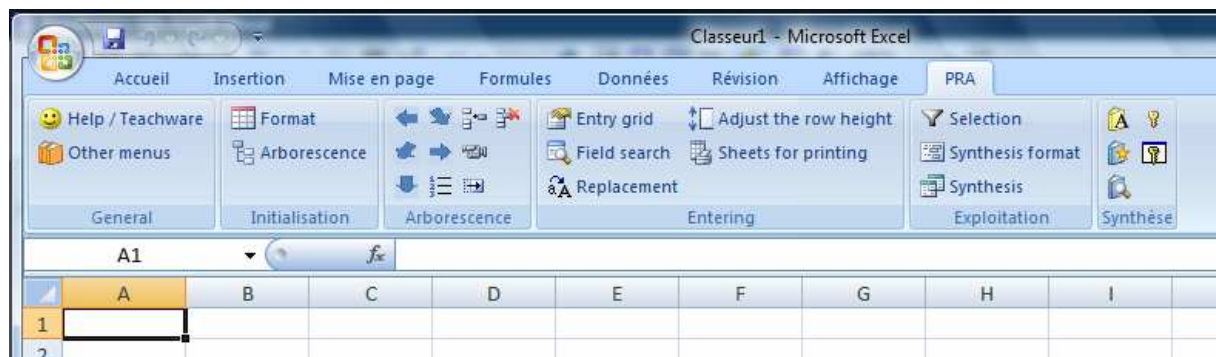 Classeur1 - Microsoft Excel
Accueil Insertion Mise en page Formules Données Révision Affichage PRA
Help / Teachware Format Entry grid Adjust the row height Selection
Other menus Arborescence Field search Sheets for printing Synthesis format
Replacement Synthesis
General Initialisation Arborescence Entering Exploitation Synthèse
A1 fx
A B C D E F G H I
1
2